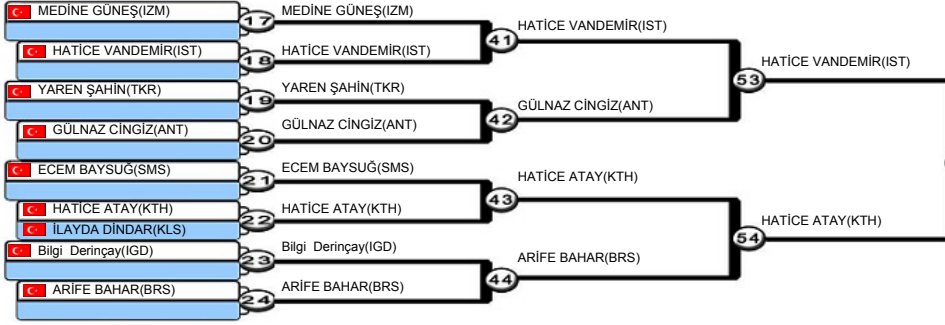 MEDİNE GÜNEŞ(IZM)
17
MEDİNE GÜNEŞ(IZM)
41
HATİCE VANDEMİR(IST)
HATİCE VANDEMİR(IST)
18
HATİCE VANDEMİR(IST)
53
HATİCE VANDEMİR(IST)
YAREN ŞAHİN(TKR)
19
YAREN ŞAHİN(TKR)
42
GÜLNAZ CİNGİZ(ANT)
GÜLNAZ CİNGİZ(ANT)
20
GÜLNAZ CİNGİZ(ANT)
ECEM BAYSUĞ(SMS)
21
ECEM BAYSUĞ(SMS)
43
HATİCE ATAY(KTH)
HATİCE ATAY(KTH)
İLAYDA DİNDAR(KLS)
22
HATİCE ATAY(KTH)
54
HATİCE ATAY(KTH)
Bilgi Derinçay(IGD)
23
Bilgi Derinçay(IGD)
44
ARİFE BAHAR(BRS)
ARİFE BAHAR(BRS)
24
ARİFE BAHAR(BRS)